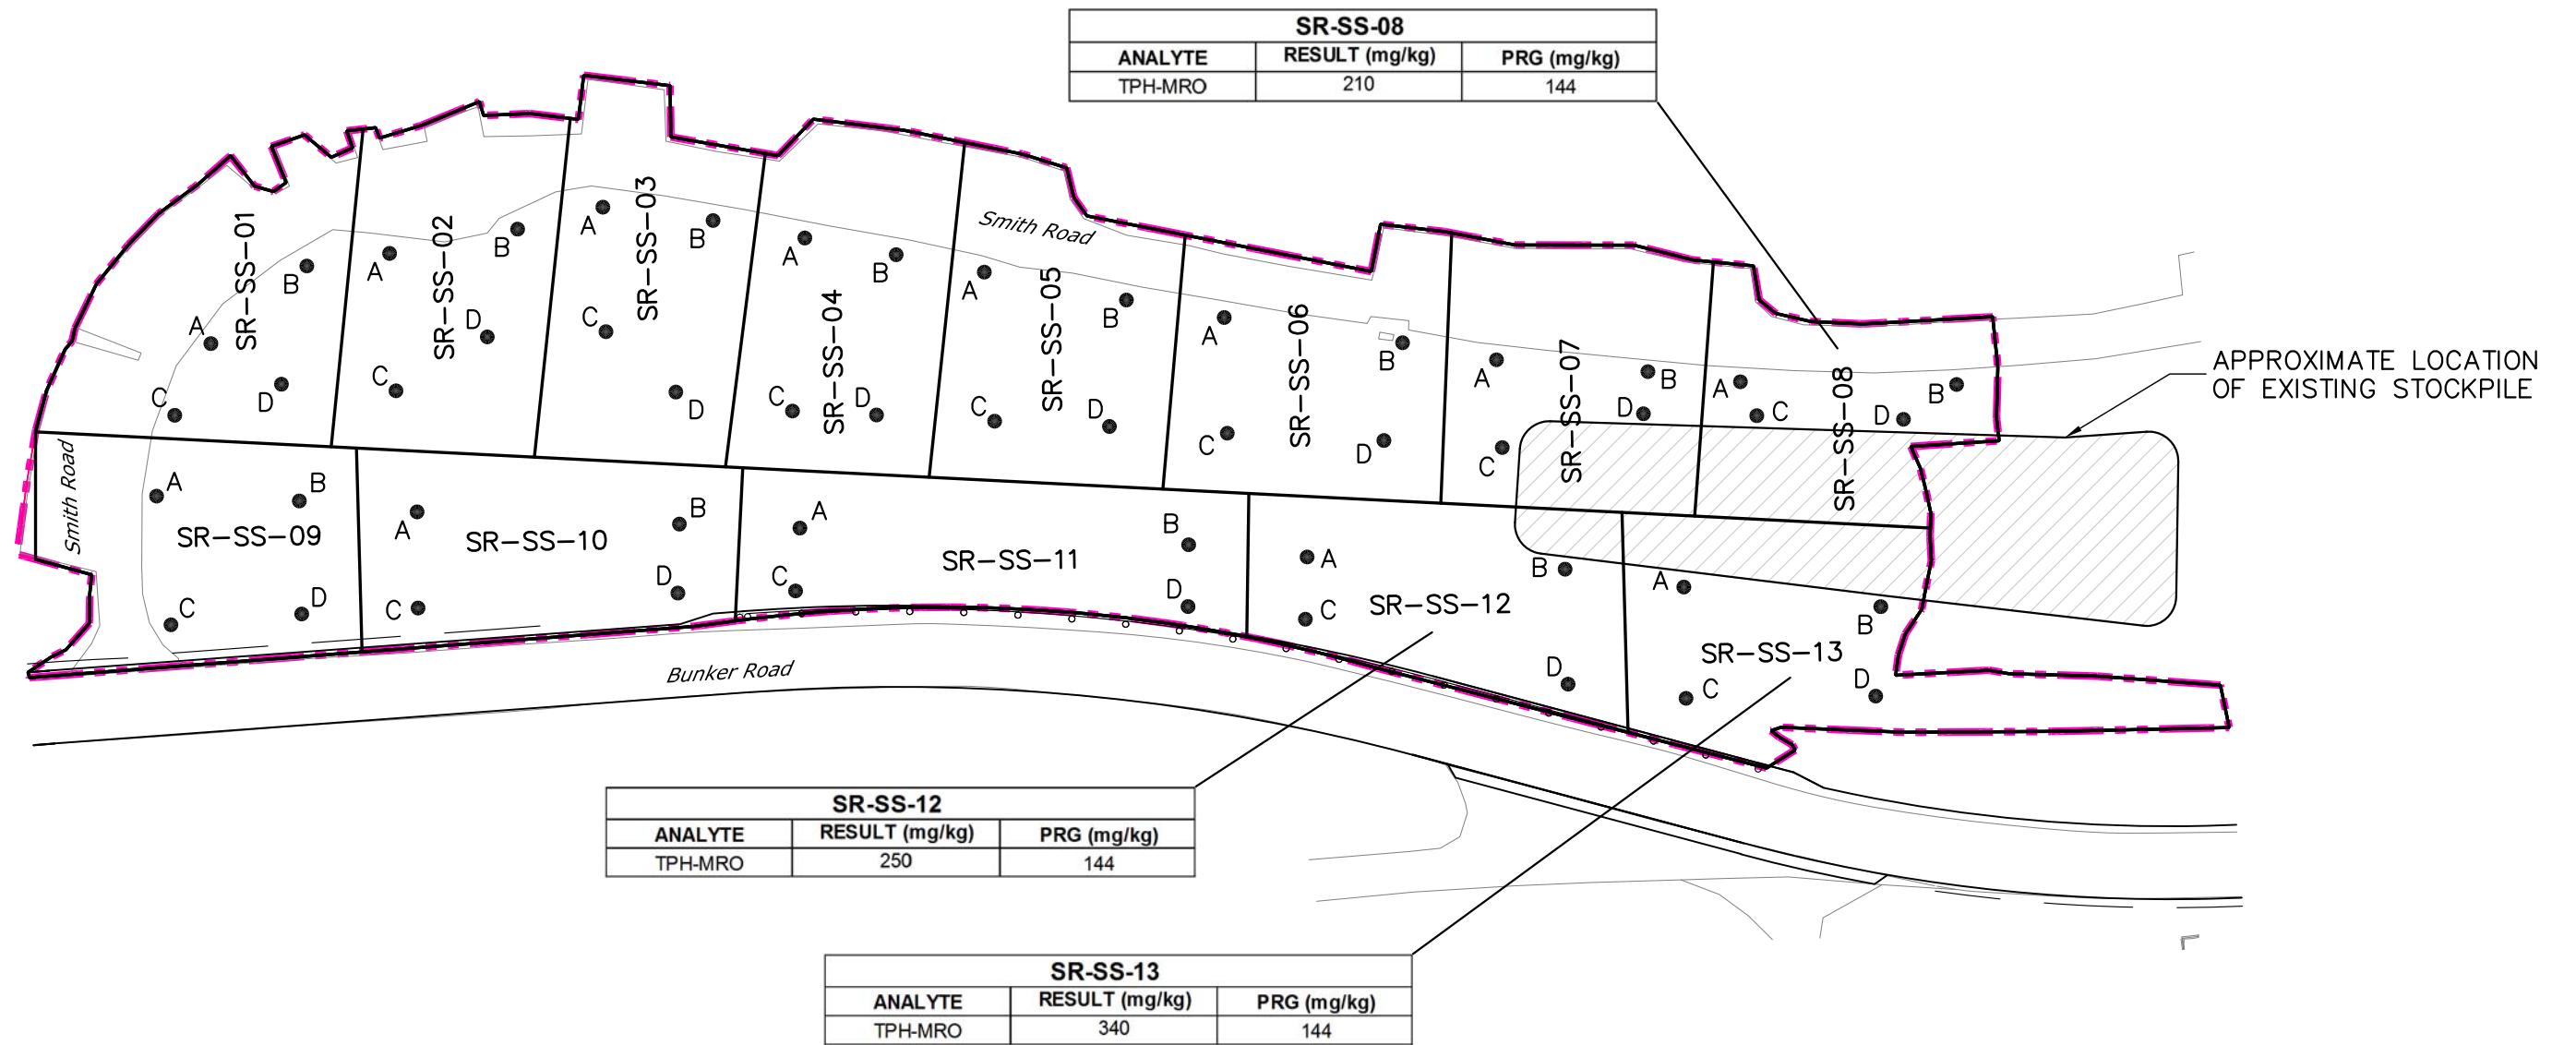 SR-SS-08
ANALYTE RESULT (mg/kg) PRG (mg/kg)
TPH-MRO 210 144
Smith Road
SR-SS-01
A
B
C
D
SR-SS-02
A
B
C
D
SR-SS-03
A
B
C
D
SR-SS-04
A
B
C
D
SR-SS-05
A
B
C
D
SR-SS-06
A
B
C
D
SR-SS-07
A
B
C
D
SR-SS-08
A
B
C
D
APPROXIMATE LOCATION
OF EXISTING STOCKPILE
Smith Road
SR-SS-09
A
B
C
D
SR-SS-10
A
B
C
D
SR-SS-11
A
B
C
D
SR-SS-12
A
B
C
D
SR-SS-13
A
B
C
D
Bunker Road
SR-SS-12
ANALYTE RESULT (mg/kg) PRG (mg/kg)
TPH-MRO 250 144
SR-SS-13
ANALYTE RESULT (mg/kg) PRG (mg/kg)
TPH-MRO 340 144